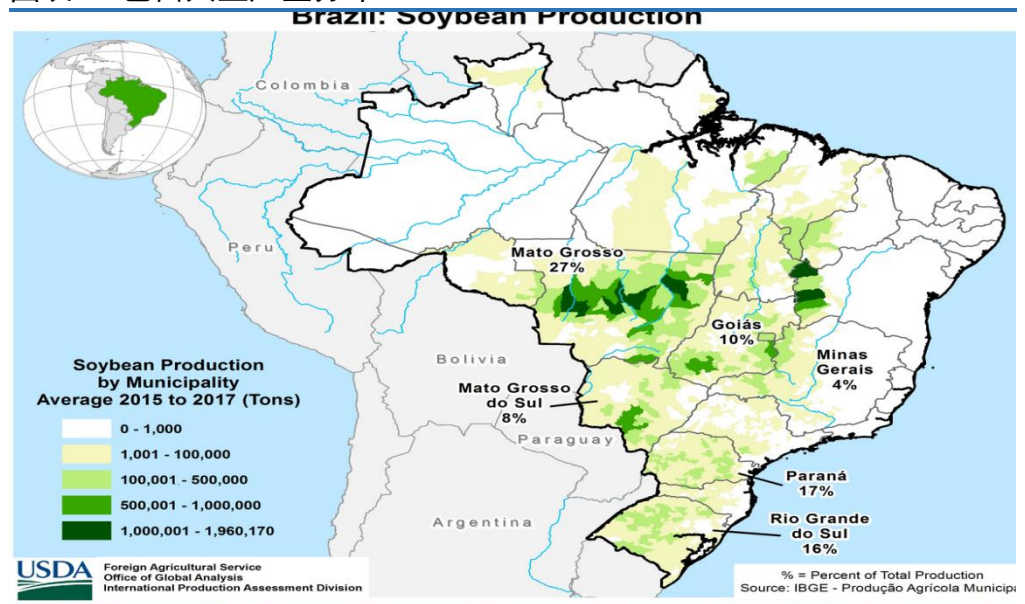 Brazil: Soybean Production
Colombia
Peru
Mato Grosso
27%
Goiás
10%
Minas
Gerais
4%
Bolivia
Mato Grosso
do Sul
8%
Paraguay
Paraná
17%
Argentina
Rio Grande
do Sul
16%
Soybean Production
by Municipality
Average 2015 to 2017 (Tons)
0 - 1,000
1,001 - 100,000
100,001 - 500,000
500,001 - 1,000,000
1,000,001 - 1,960,170
USDA
Foreign Agricultural Service
Office of Global Analysis
International Production Assessment Division
% = Percent of Total Production
Source: IBGE - Produção Agrícola Municipa